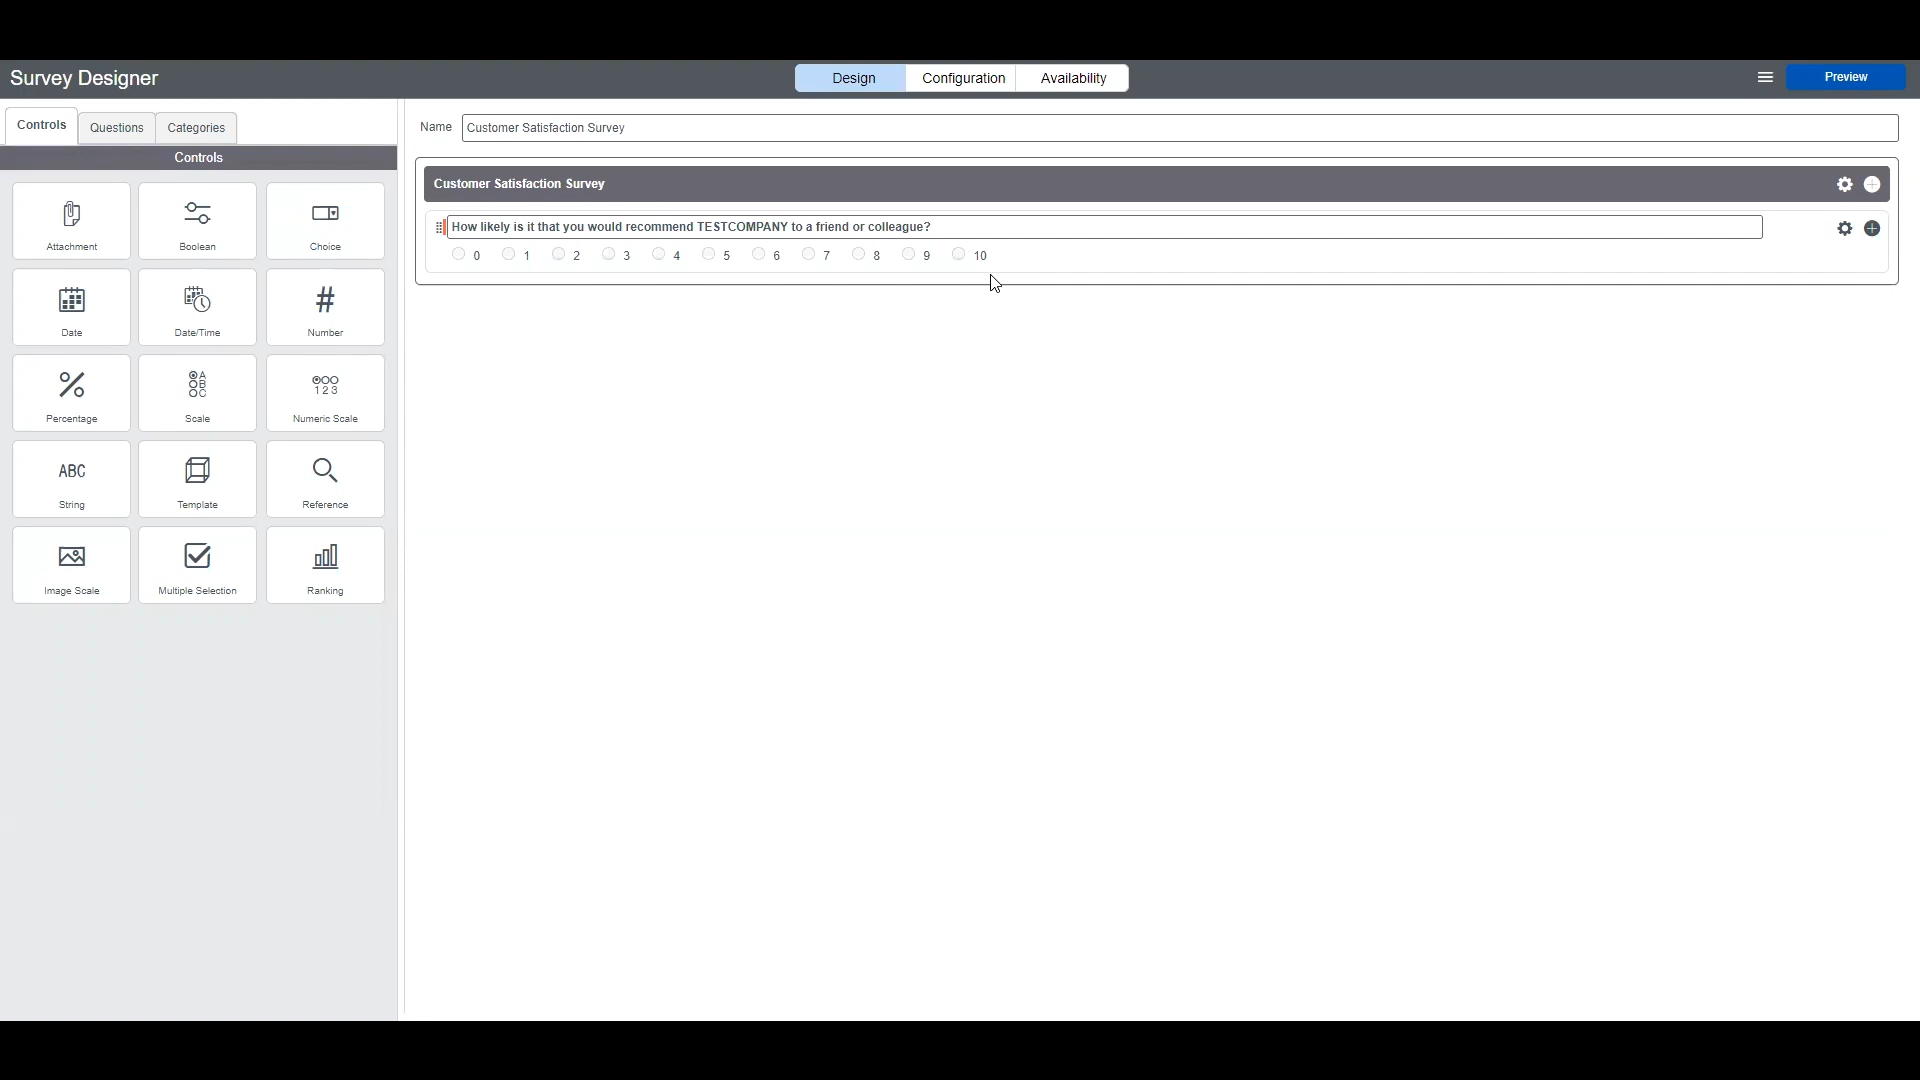 Survey Designer
Design Configuration Availability
Preview
Controls Questions Categories
Controls
Attachment Boolean Choice
Date Date/Time Number
Percentage Scale Numeric Scale
ABC
String Template Reference
Image Scale Multiple Selection Ranking
Name Customer Satisfaction Survey
Customer Satisfaction Survey
How likely is it that you would recommend TESTCOMPANY to a friend or colleague?
0 1 2 3 4 5 6 7 8 9 10